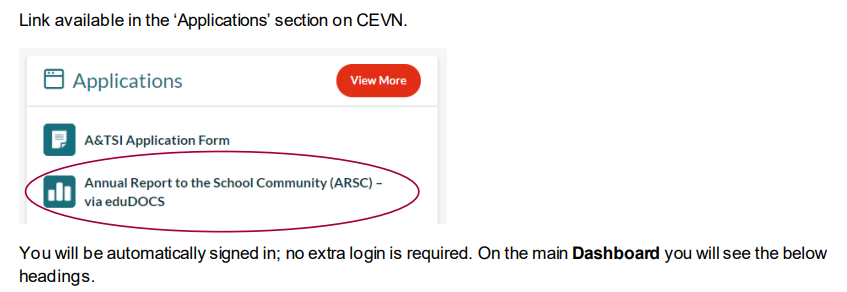 Link available in the ‘Applications’ section on CEVN.
Applications
View More
A&TSI Application Form
Annual Report to the School Community (ARSC) –
via eduDOCS
You will be automatically signed in; no extra login is required. On the main Dashboard you will see the below
headings.